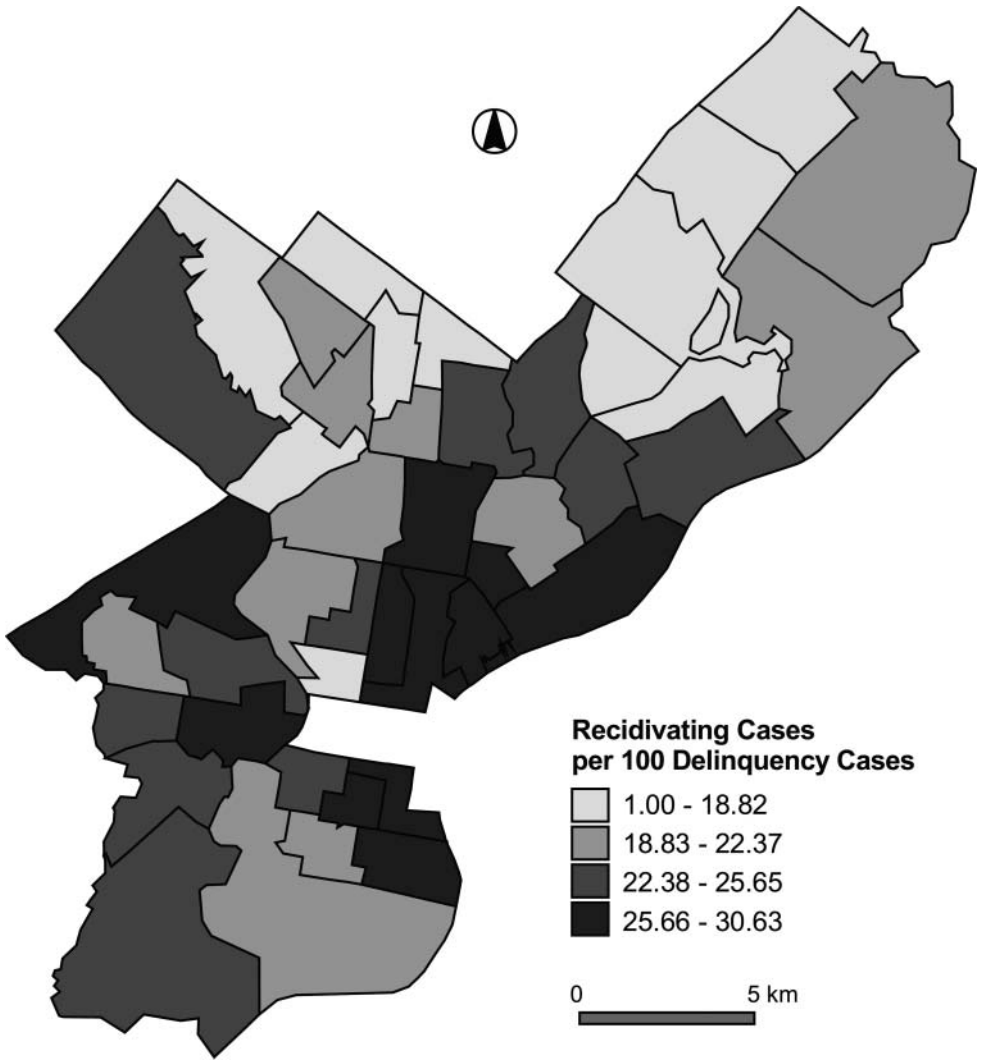 Recidivating Cases
per 100 Delinquency Cases
1.00 - 18.82
18.83 - 22.37
22.38 - 25.65
25.66 - 30.63
0 5 km